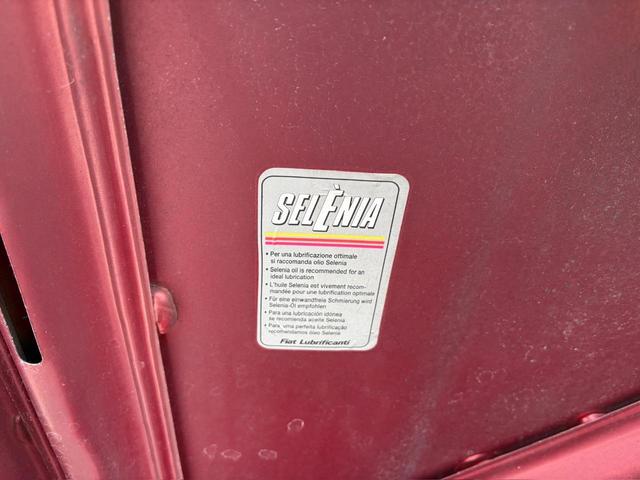 SELÈNIA
• Per una lubrificazione ottimale
si raccomanda olio Selenia
• Selenia oil is recommended for an
ideal lubrication
• L'huile Selenia est vivement recom-
mandée pour une lubrification optimale
• Für eine einwandfreie Schmierung wird
Selenia-Öl empfohlen
• Para una lubricación idónea
se recomienda aceite Selenia
• Para, uma perfeita lubrificação
recomendamos óleo Selenia
Fiat Lubrificanti